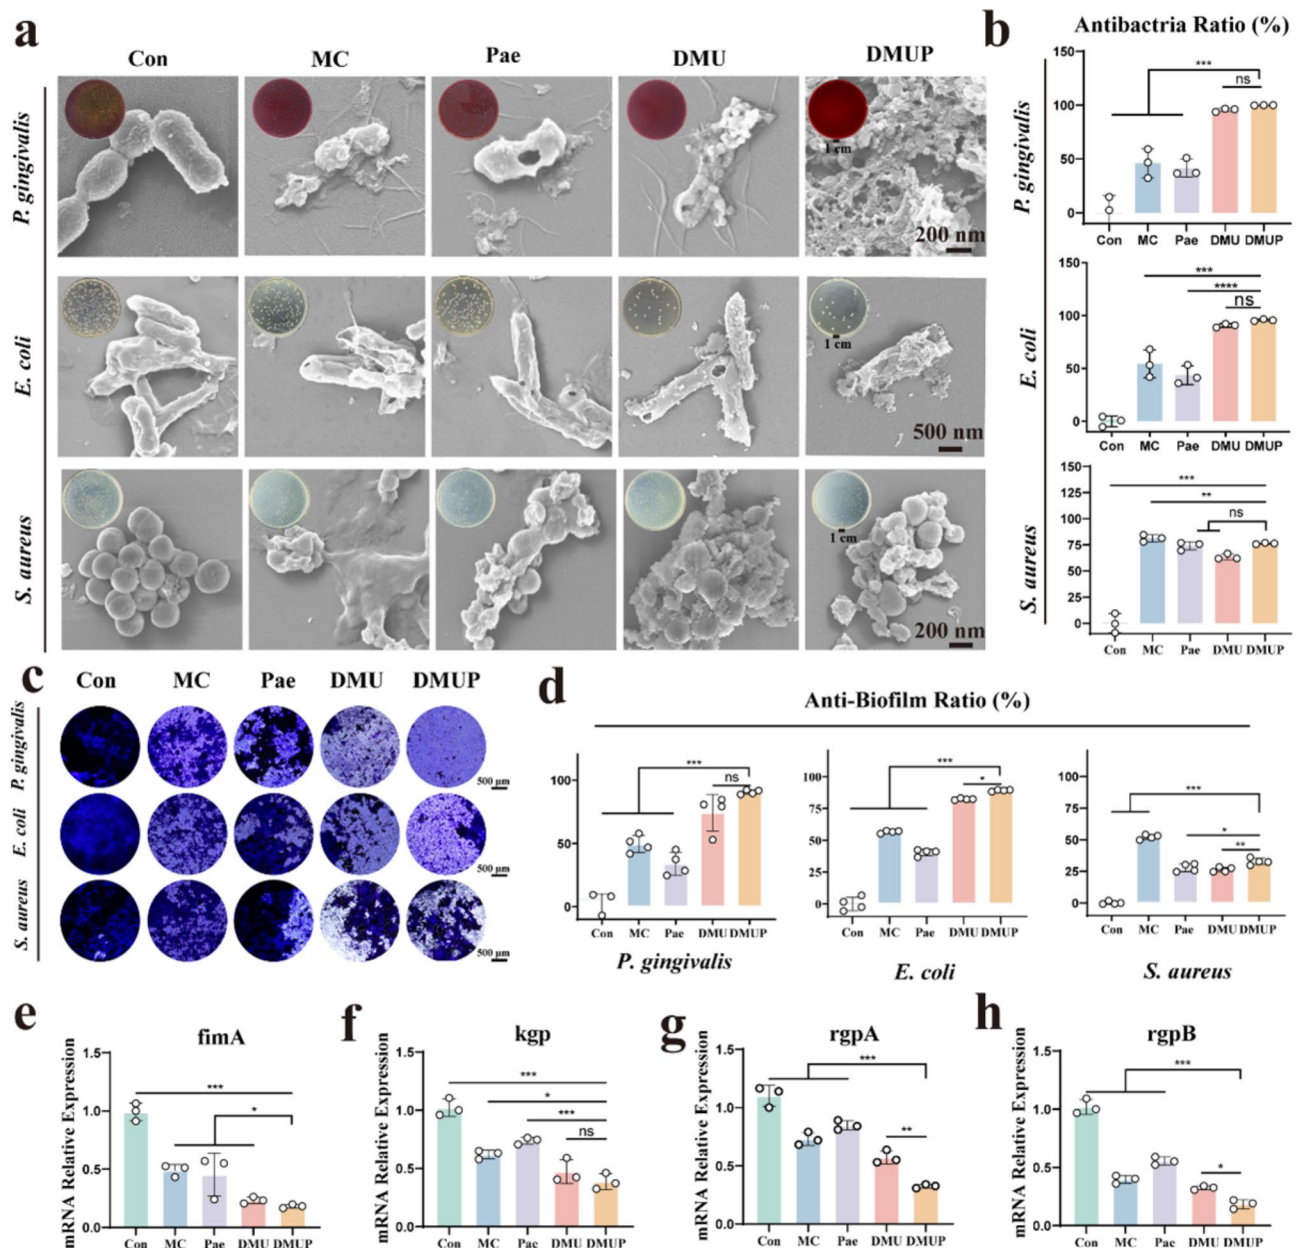 a
Con
MC
Pae
DMU
DMUP
P. gingivalis
1 cm
200 nm
E. coli
1 cm
500 nm
S. aureus
1 cm
200 nm
b
Antibactria Ratio (%)
P. gingivalis
150
100
50
0
***
ns
Con MC Pae DMU DMUP
E. coli
150
100
50
0
***
****
ns
Con MC Pae DMU DMUP
S. aureus
150
125
100
75
50
25
0
***
**
ns
Con MC Pae DMU DMUP
c
Con MC Pae DMU DMUP
P. gingivalis
500 μm
E. coli
500 μm
S. aureus
500 μm
d
Anti-Biofilm Ratio (%)
100
50
0
***
ns
Con MC Pae DMU DMUP
P. gingivalis
100
75
50
25
0
***
*
Con MC Pae DMU DMUP
E. coli
100
75
50
25
0
***
*
**
Con MC Pae DMU DMUP
S. aureus
e
fimA
mRNA Relative Expression
1.5
1.0
0.5
0.0
***
*
Con MC Pae DMU DMUP
f
kgp
mRNA Relative Expression
1.5
1.0
0.5
0.0
***
*
***
ns
Con MC Pae DMU DMUP
g
rgpA
mRNA Relative Expression
1.5
1.0
0.5
0.0
***
**
Con MC Pae DMU DMUP
h
rgpB
mRNA Relative Expression
1.5
1.0
0.5
0.0
***
*
Con MC Pae DMU DMUP